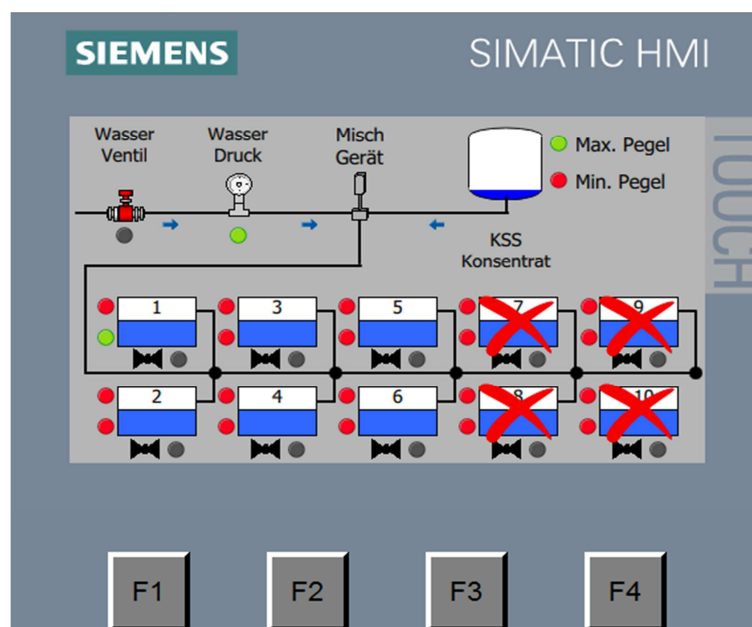 SIEMENS
SIMATIC HMI
TOUCH
Wasser
Ventil
Wasser
Druck
Misch
Gerät
Max. Pegel
Min. Pegel
KSS
Konsentrat
1
3
5
7
9
2
4
6
8
10
F1
F2
F3
F4